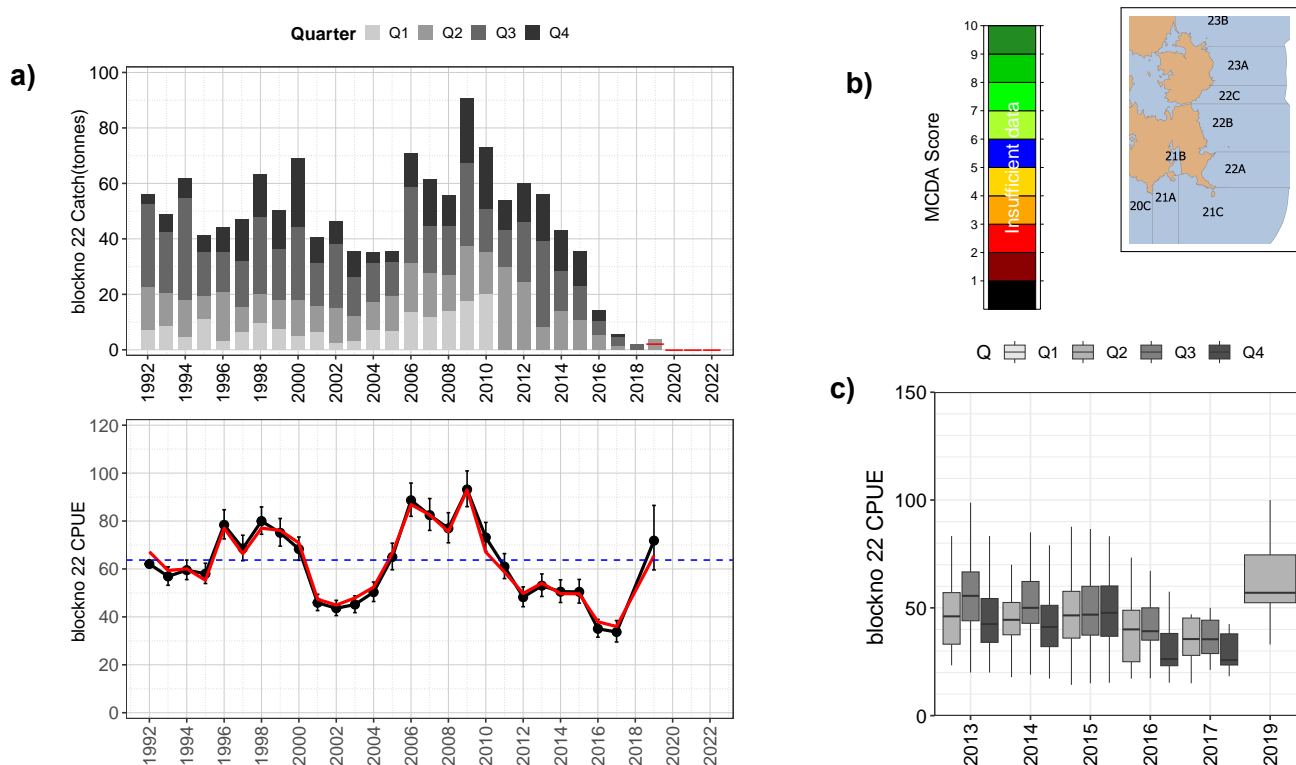 Quarter Q1 Q2 Q3 Q4
a)
blockno 22 Catch(tonnes)
100
80
60
40
20
0
1992 1994 1996 1998 2000 2002 2004 2006 2008 2010 2012 2014 2016 2018 2020 2022
blockno 22 CPUE
120
100
80
60
40
20
0
1992 1994 1996 1998 2000 2002 2004 2006 2008 2010 2012 2014 2016 2018 2020 2022
b)
MCDA Score
10
9
8
7
6
5
4
3
2
1
Insufficient data
23B
23A
22C
22B
21B
22A
21A
20C
21C
Q Q1 Q2 Q3 Q4
c)
blockno 22 CPUE
150
100
50
0
2013 2014 2015 2016 2017 2019